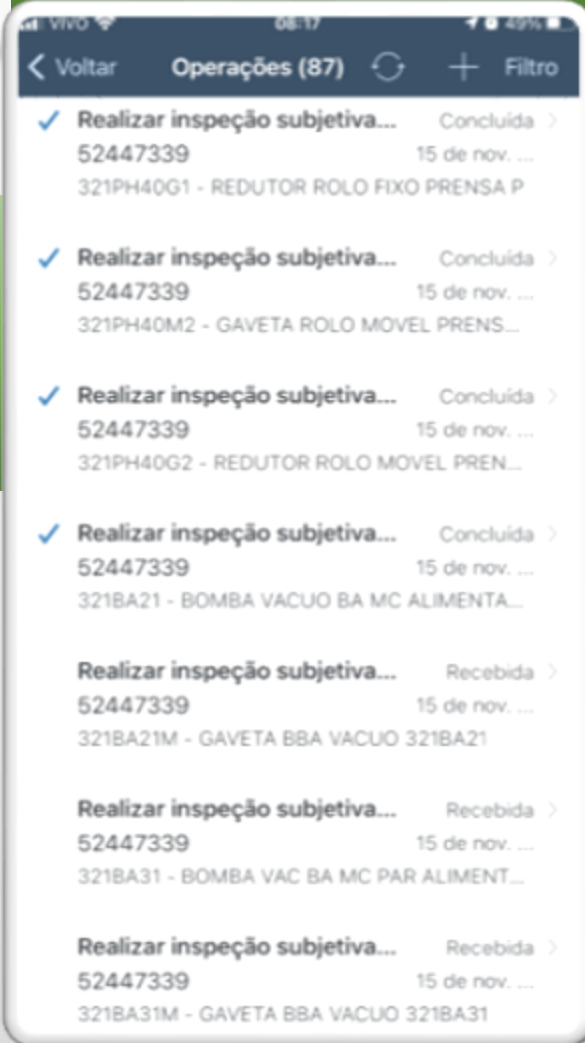 VIVO 08:17 49%
Voltar Operações (87) Filtro
Realizar inspeção subjetiva... Concluída
52447339 15 de nov. ...
321PH40G1 - REDUTOR ROLO FIXO PRENSA P
Realizar inspeção subjetiva... Concluída
52447339 15 de nov. ...
321PH40M2 - GAVETA ROLO MOVEL PRENS...
Realizar inspeção subjetiva... Concluída
52447339 15 de nov. ...
321PH40G2 - REDUTOR ROLO MOVEL PREN...
Realizar inspeção subjetiva... Concluída
52447339 15 de nov. ...
321BA21 - BOMBA VACUO BA MC ALIMENTA...
Realizar inspeção subjetiva... Recebida
52447339 15 de nov. ...
321BA21M - GAVETA BBA VACUO 321BA21
Realizar inspeção subjetiva... Recebida
52447339 15 de nov. ...
321BA31 - BOMBA VAC BA MC PAR ALIMENT...
Realizar inspeção subjetiva... Recebida
52447339 15 de nov. ...
321BA31M - GAVETA BBA VACUO 321BA31